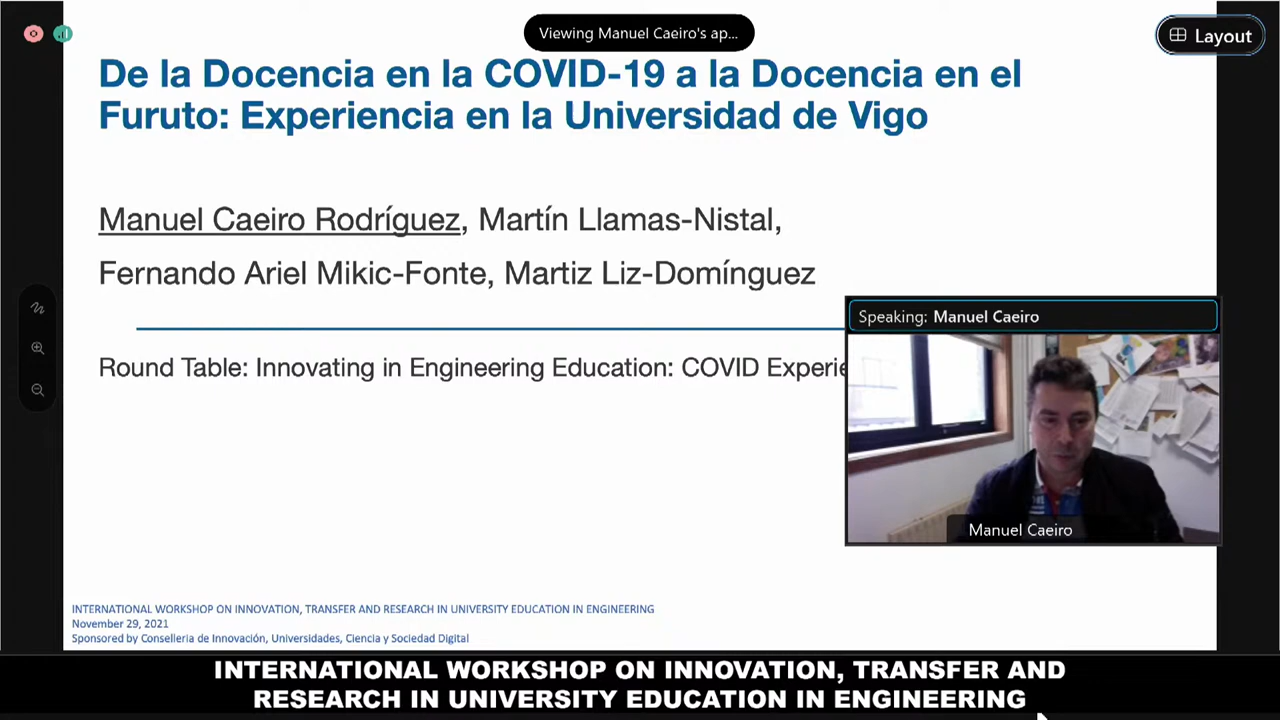 Viewing Manuel Caeiro's ap...
Layout
De la Docencia en la COVID-19 a la Docencia en el
Furuto: Experiencia en la Universidad de Vigo
Manuel Caeiro Rodríguez, Martín Llamas-Nistal,
Fernando Ariel Mikic-Fonte, Martiz Liz-Domínguez
Speaking: Manuel Caeiro
Round Table: Innovating in Engineering Education: COVID Experie
Manuel Caeiro
INTERNATIONAL WORKSHOP ON INNOVATION, TRANSFER AND RESEARCH IN UNIVERSITY EDUCATION IN ENGINEERING
November 29, 2021
Sponsored by Conselleria de Innovación, Universidades, Ciencia y Sociedad Digital
INTERNATIONAL WORKSHOP ON INNOVATION, TRANSFER AND
RESEARCH IN UNIVERSITY EDUCATION IN ENGINEERING